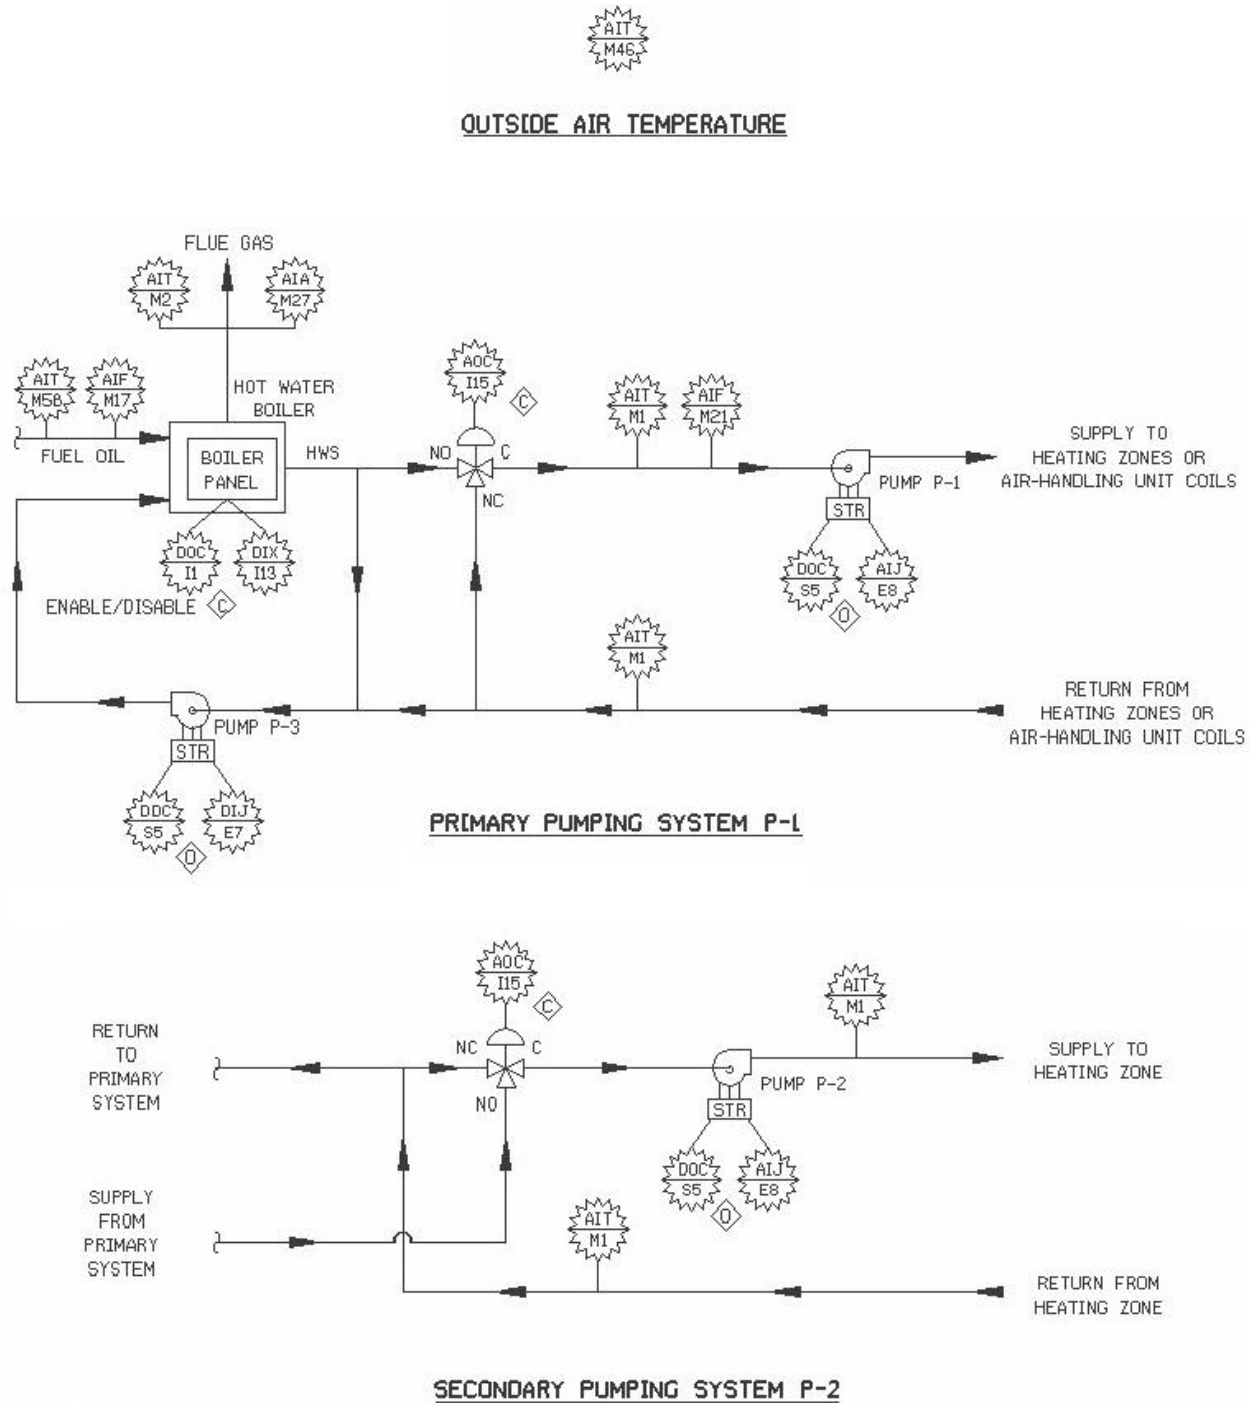 AIT
M46
OUTSIDE AIR TEMPERATURE
FLUE GAS
AIT
M2
AIA
M27
AIT
M58
AIF
M17
FUEL OIL
HOT WATER
BOILER
BOILER
PANEL
HWS
DOC
I1
DIX
I13
ENABLE/DISABLE
C
AOC
I15
C
NO
C
NC
AIT
M1
AIF
M21
PUMP P-1
STR
DOC
S5
AIJ
E8
O
SUPPLY TO
HEATING ZONES OR
AIR-HANDLING UNIT COILS
AIT
M1
RETURN FROM
HEATING ZONES OR
AIR-HANDLING UNIT COILS
PUMP P-3
STR
DOC
S5
DIJ
E7
O
PRIMARY PUMPING SYSTEM P-1
AOC
I15
C
NC
C
NO
AIT
M1
RETURN
TO
PRIMARY
SYSTEM
PUMP P-2
STR
DOC
S5
AIJ
E8
O
SUPPLY TO
HEATING ZONE
SUPPLY
FROM
PRIMARY
SYSTEM
AIT
M1
RETURN FROM
HEATING ZONE
SECONDARY PUMPING SYSTEM P-2